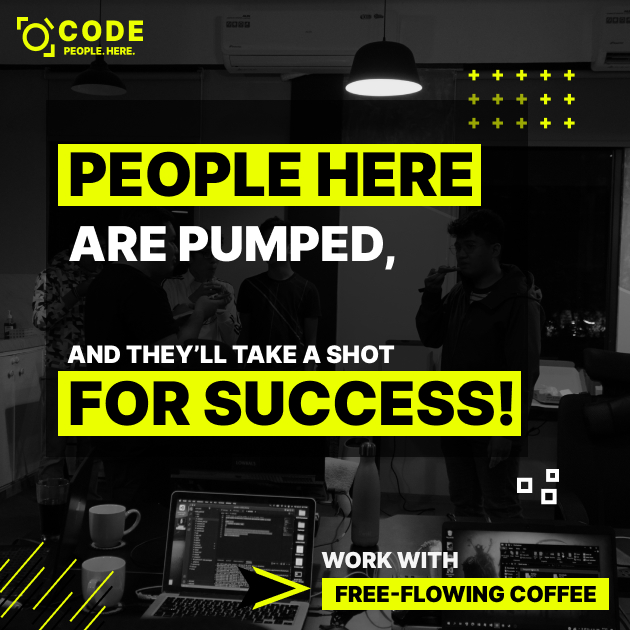 CODE
PEOPLE. HERE.
PEOPLE HERE
ARE PUMPED,
AND THEY'LL TAKE A SHOT
FOR SUCCESS!
WORK WITH
FREE-FLOWING COFFEE